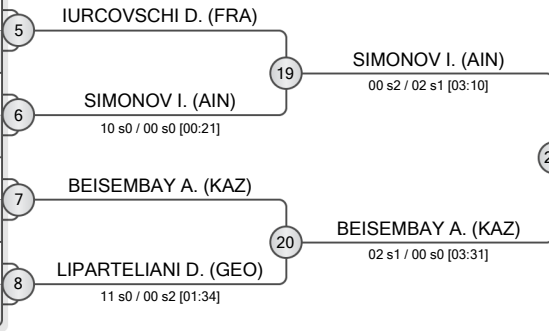 IURCOVSCHI D. (FRA)
5
19
SIMONOV I. (AIN)
00 s2 / 02 s1 [03:10]
SIMONOV I. (AIN)
6
10 s0 / 00 s0 [00:21]
BEISEMBAY A. (KAZ)
7
20
BEISEMBAY A. (KAZ)
02 s1 / 00 s0 [03:31]
LIPARTELIANI D. (GEO)
8
11 s0 / 00 s2 [01:34]